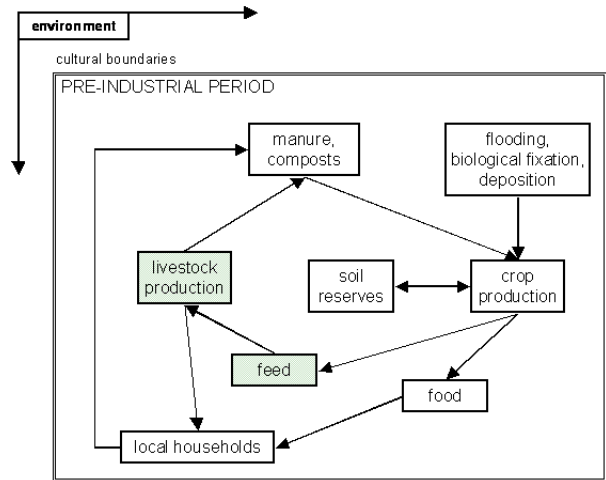 environment
cultural boundaries
PRE-INDUSTRIAL PERIOD
manure,
composts
flooding,
biological fixation,
deposition
livestock
production
soil
reserves
crop
production
feed
food
local households